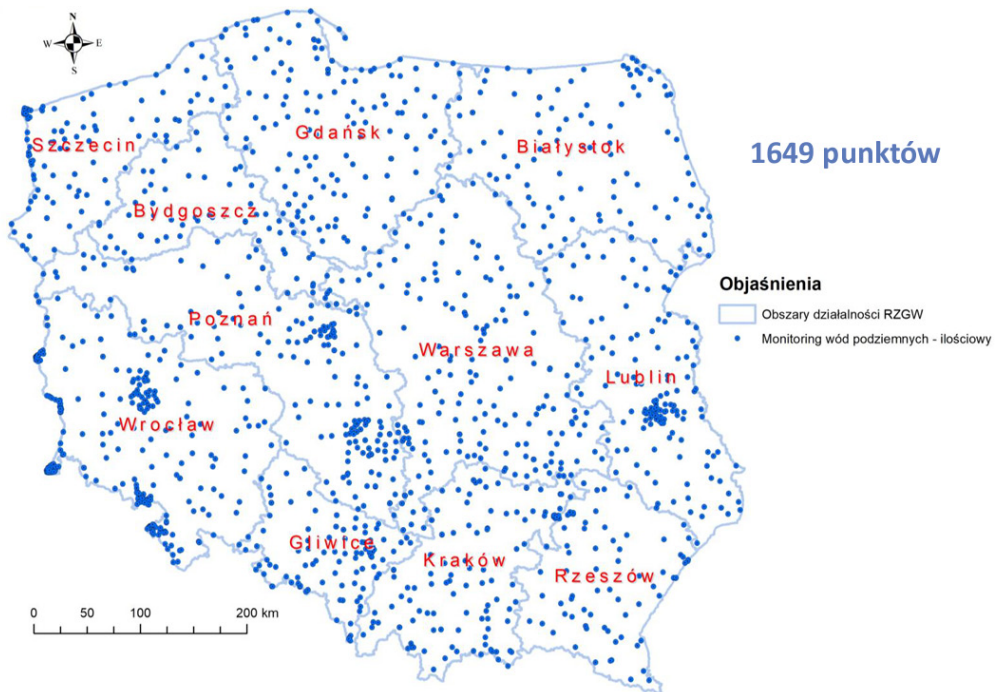 N
W E
S
Szczecin
Gdańsk
Białystok
1649 punktów
Bydgoszcz
Objaśnienia
Obszary działalności RZGW
Poznań
Monitoring wód podziemnych - ilościowy
Warszawa
Lublin
Wrocław
Gliwice
Kraków
Rzeszów
0 50 100 200 km